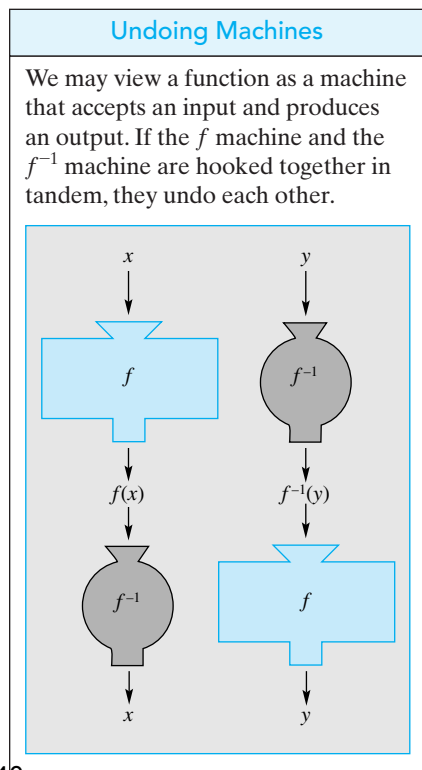 Undoing Machines
We may view a function as a machine
that accepts an input and produces
an output. If the f machine and the
f⁻¹ machine are hooked together in
tandem, they undo each other.
x
f
f(x)
f⁻¹
x
y
f⁻¹
f⁻¹(y)
f
y